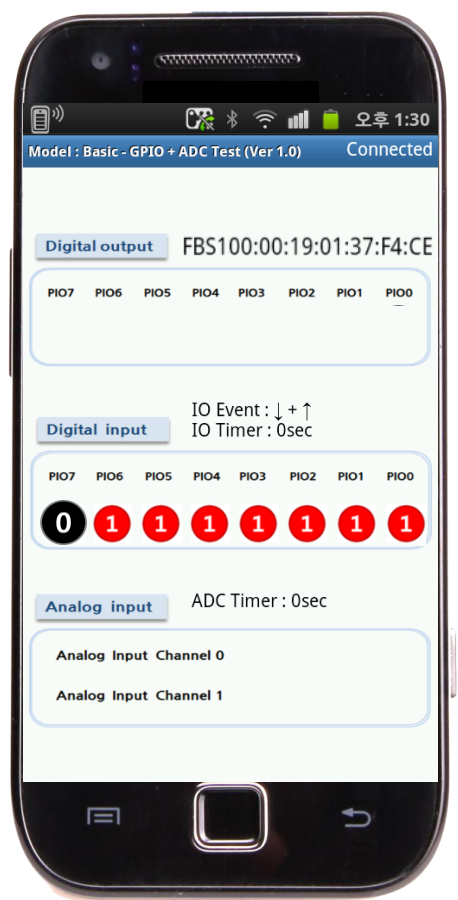 오후 1:30
Model : Basic - GPIO + ADC Test (Ver 1.0) Connected
Digital output FBS100:00:19:01:37:F4:CE
PIO7 PIO6 PIO5 PIO4 PIO3 PIO2 PIO1 PIO0
IO Event : ↓ + ↑
Digital input IO Timer : 0sec
PIO7 PIO6 PIO5 PIO4 PIO3 PIO2 PIO1 PIO0
0 1 1 1 1 1 1 1
Analog input ADC Timer : 0sec
Analog Input Channel 0
Analog Input Channel 1